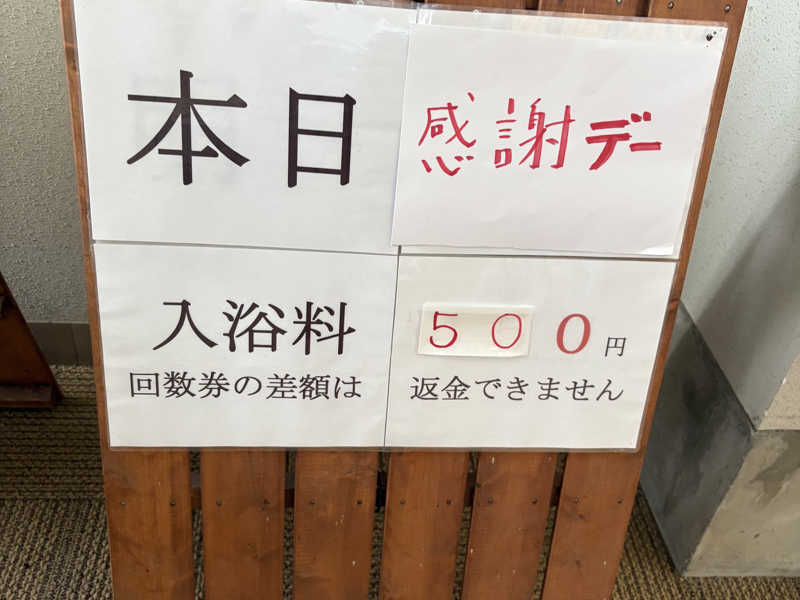 本日 感謝デー
入浴料 500円
回数券の差額は 返金できません